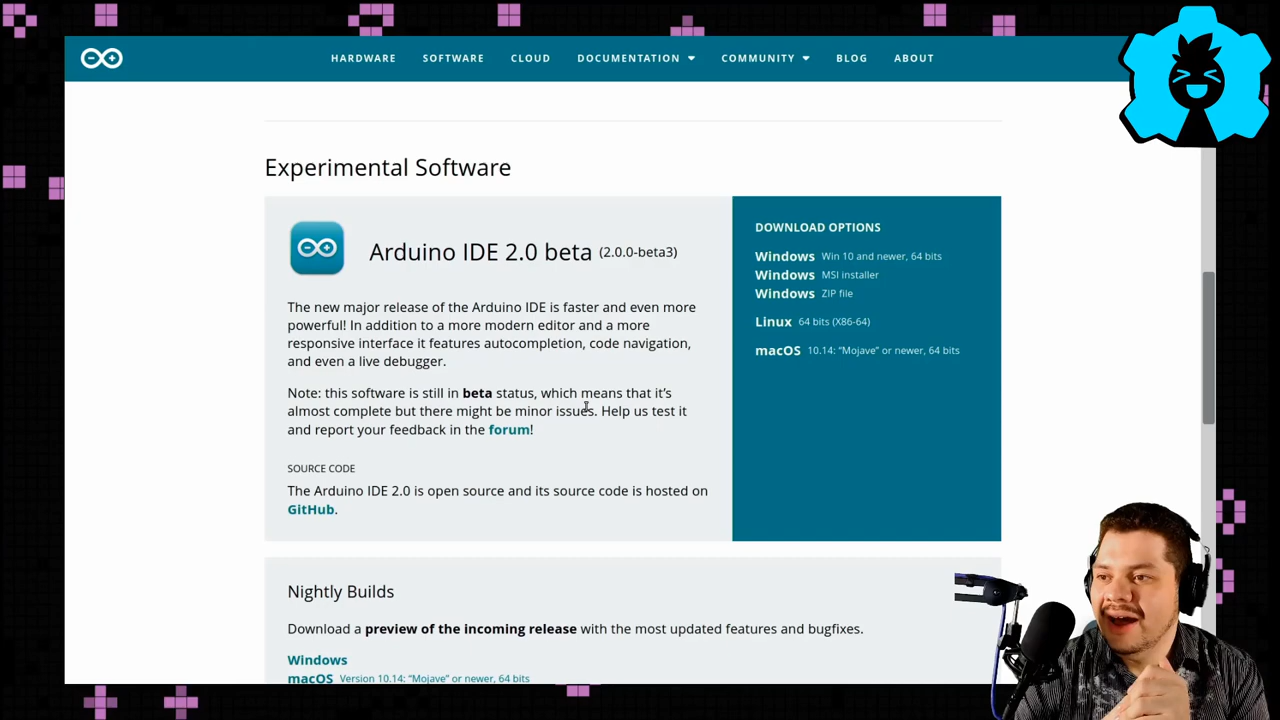 HARDWARE SOFTWARE CLOUD DOCUMENTATION COMMUNITY BLOG ABOUT
Experimental Software
Arduino IDE 2.0 beta (2.0.0-beta3)
The new major release of the Arduino IDE is faster and even more
powerful! In addition to a more modern editor and a more
responsive interface it features autocompletion, code navigation,
and even a live debugger.
Note: this software is still in beta status, which means that it's
almost complete but there might be minor issues. Help us test it
and report your feedback in the forum!
SOURCE CODE
The Arduino IDE 2.0 is open source and its source code is hosted on
GitHub.
DOWNLOAD OPTIONS
Windows Win 10 and newer, 64 bits
Windows MSI installer
Windows ZIP file
Linux 64 bits (X86-64)
macOS 10.14: “Mojave” or newer, 64 bits
Nightly Builds
Download a preview of the incoming release with the most updated features and bugfixes.
Windows
macOS Version 10.14: “Mojave” or newer, 64 bits